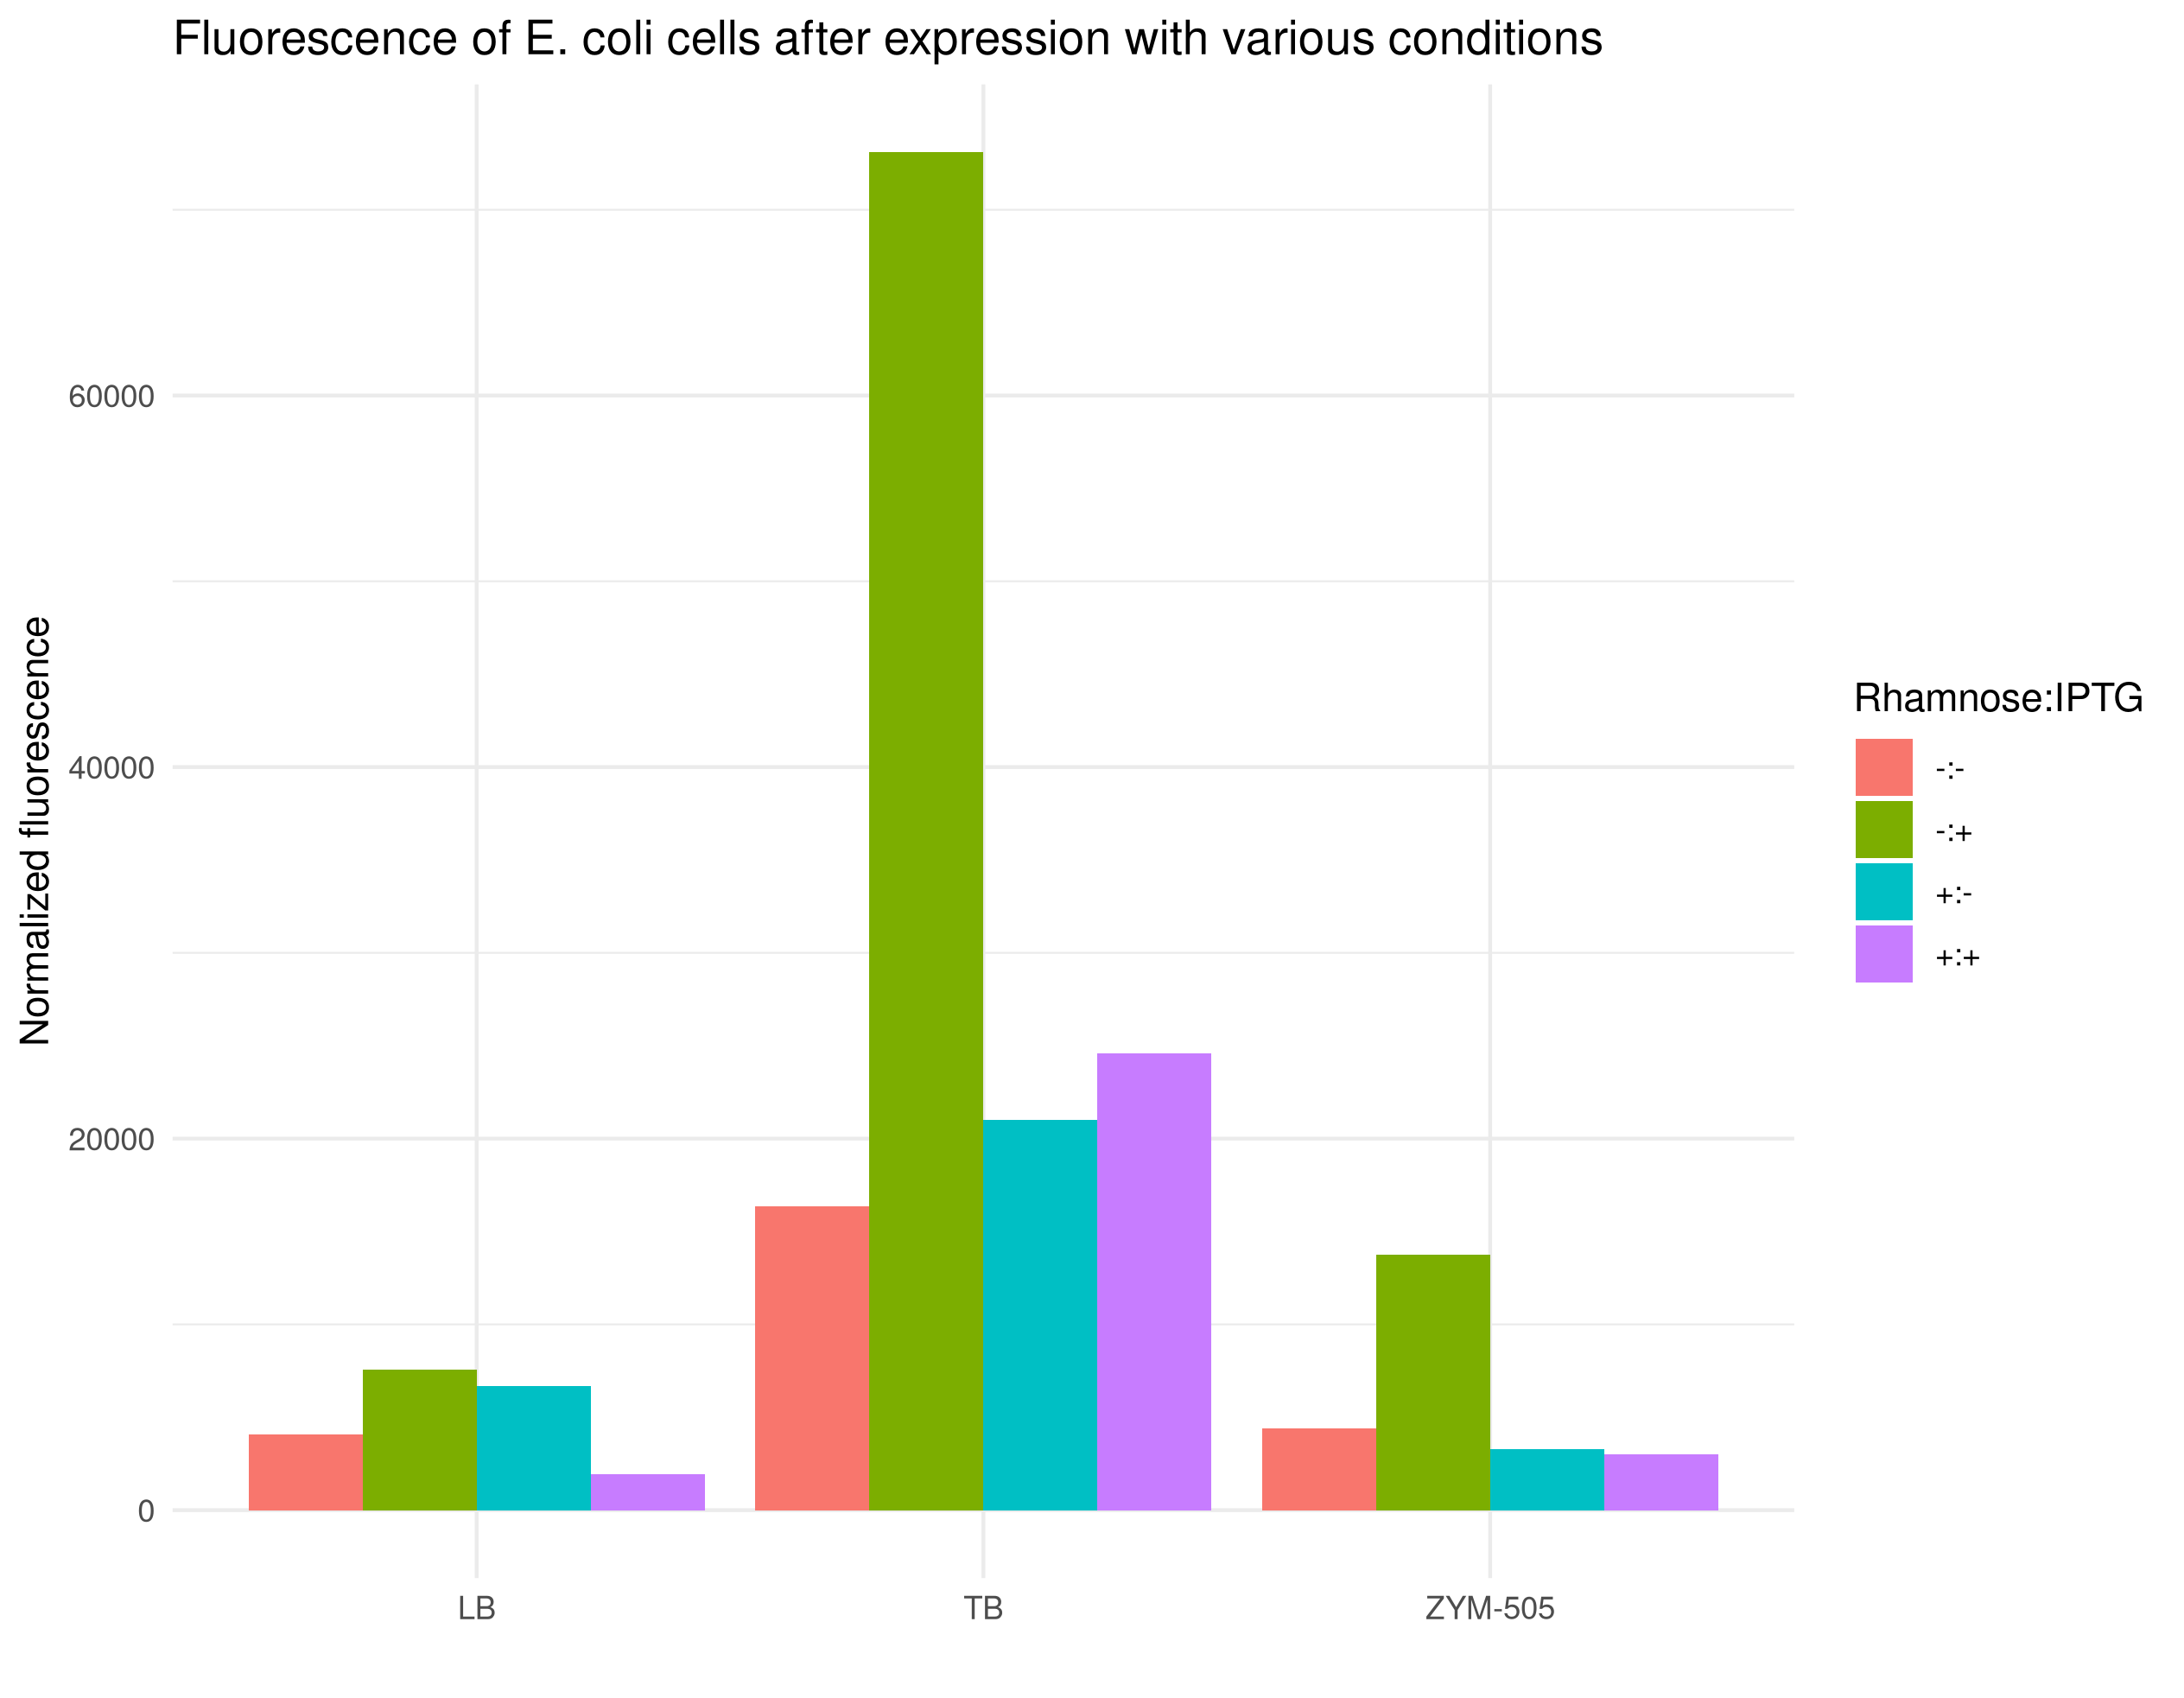 Fluorescence of E. coli cells after expression with various conditions
Normalized fluorescence
60000
40000
20000
0
LB TB ZYM-505
Rhamnose:IPTG
-:-
-:+
+:-
+:+